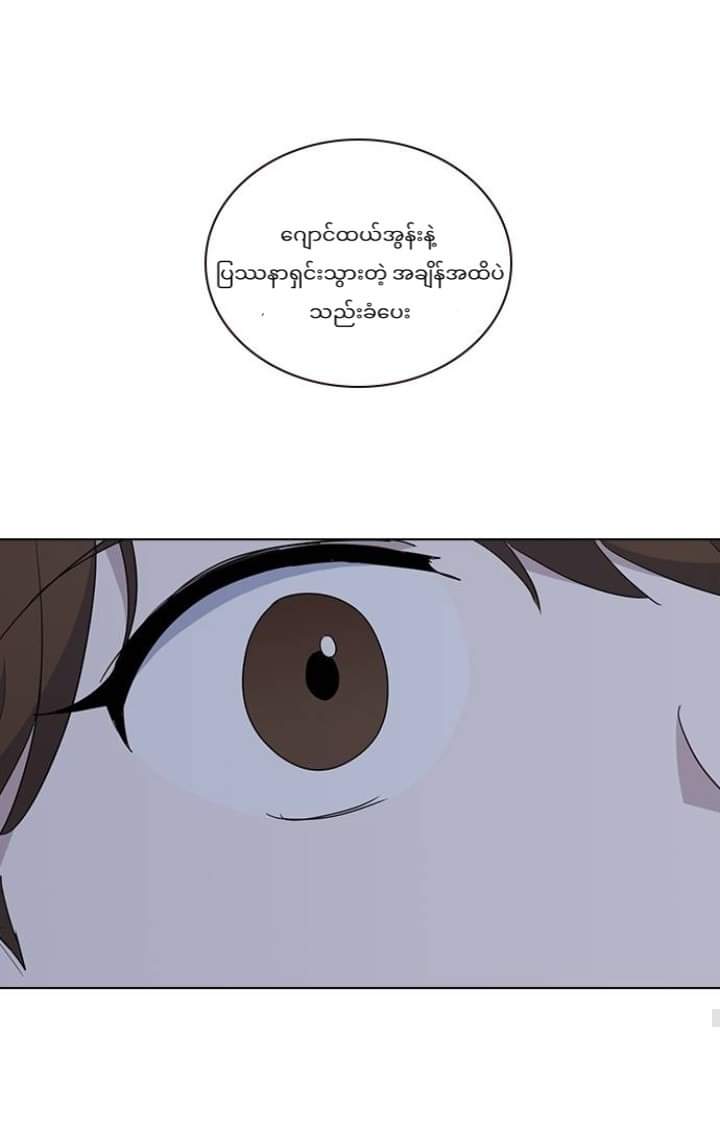 ဂျောင်ထယ်အွန်းနဲ့
ပြဿနာရှင်းသွားတဲ့ အချိန်အထိပဲ
သည်းခံပေး